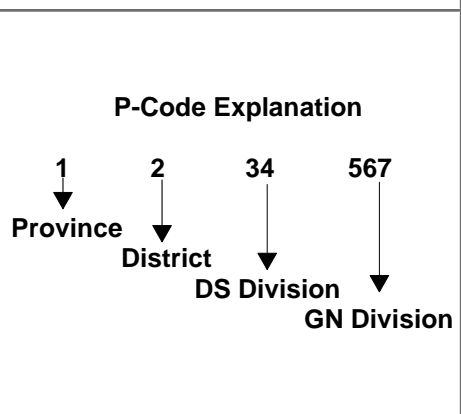 P-Code Explanation
1 2 34 567
Province
District
DS Division
GN Division